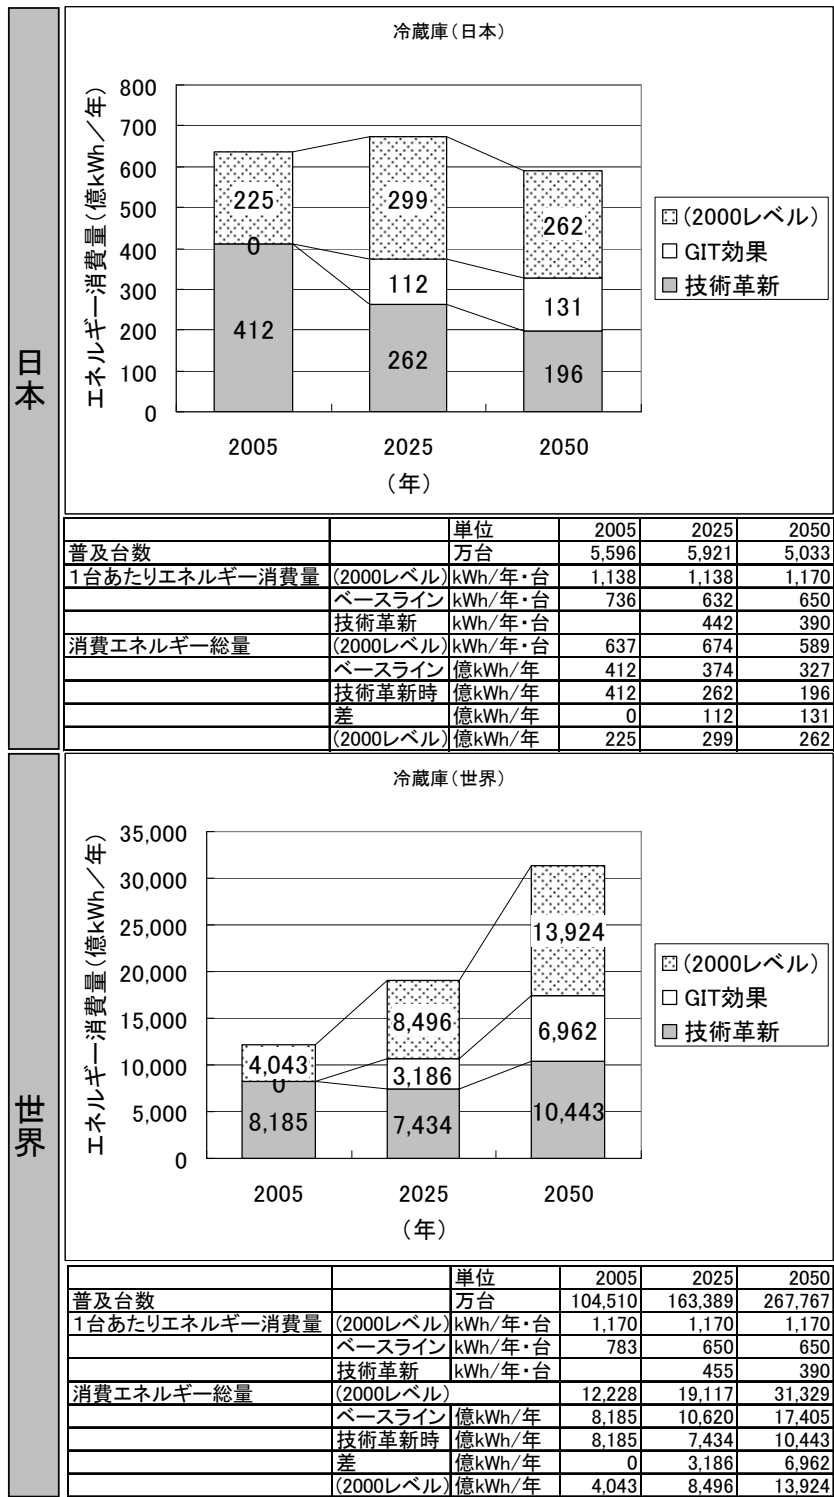 日本
冷蔵庫(日本)
エネルギー消費量(億kWh/年)
800
700
600
500
400
300
200
100
0
225
0
412
299
112
262
262
131
196
2005 2025 2050
(年)
(2000レベル)
GIT効果
技術革新
単位 2005 2025 2050
普及台数 万台 5,596 5,921 5,033
1台あたりエネルギー消費量 (2000レベル) kWh/年・台 1,138 1,138 1,170
ベースライン kWh/年・台 736 632 650
技術革新 kWh/年・台 442 390
消費エネルギー総量 (2000レベル) kWh/年・台 637 674 589
ベースライン 億kWh/年 412 374 327
技術革新時 億kWh/年 412 262 196
差 億kWh/年 0 112 131
(2000レベル) 億kWh/年 225 299 262
世界
冷蔵庫(世界)
エネルギー消費量(億kWh/年)
35,000
30,000
25,000
20,000
15,000
10,000
5,000
0
4,043
0
8,185
8,496
3,186
7,434
13,924
6,962
10,443
2005 2025 2050
(年)
(2000レベル)
GIT効果
技術革新
単位 2005 2025 2050
普及台数 万台 104,510 163,389 267,767
1台あたりエネルギー消費量 (2000レベル) kWh/年・台 1,170 1,170 1,170
ベースライン kWh/年・台 783 650 650
技術革新 kWh/年・台 455 390
消費エネルギー総量 (2000レベル) 12,228 19,117 31,329
ベースライン 億kWh/年 8,185 10,620 17,405
技術革新時 億kWh/年 8,185 7,434 10,443
差 億kWh/年 0 3,186 6,962
(2000レベル) 億kWh/年 4,043 8,496 13,924